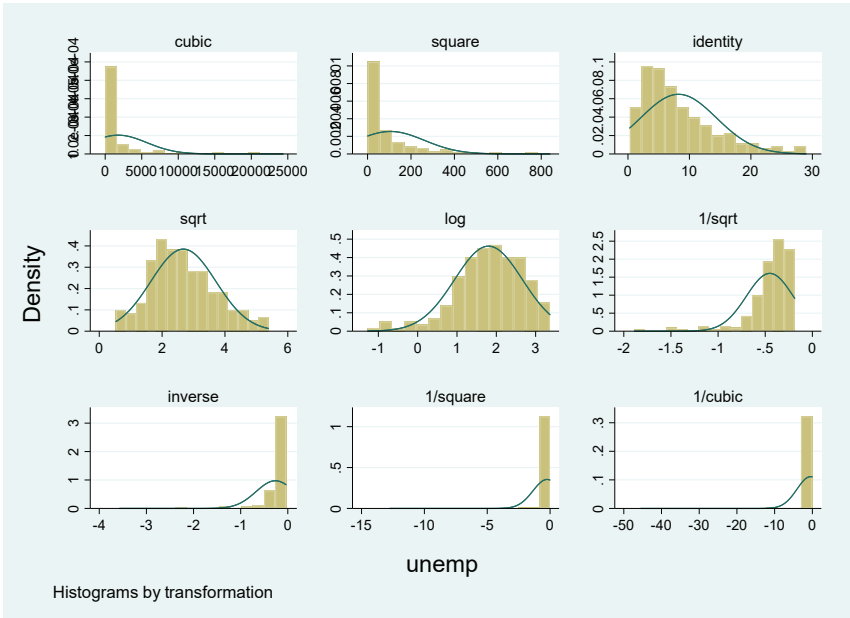 cubic
square
identity
0 5000 10000 15000 20000 25000
0 200 400 600 800
0 .02 .04 .06 .08 .1
0 10 20 30
sqrt
log
1/sqrt
0 .1 .2 .3 .4
0 2 4 6
0 .1 .2 .3 .4 .5
-1 0 1 2 3
0 .5 1 1.5 2 2.5
-2 -1.5 -1 -.5 0
inverse
1/square
1/cubic
0 1 2 3
-4 -3 -2 -1 0
0 .5 1
-15 -10 -5 0
0 .1 .2 .3
-50 -40 -30 -20 -10 0
Density
unemp
Histograms by transformation